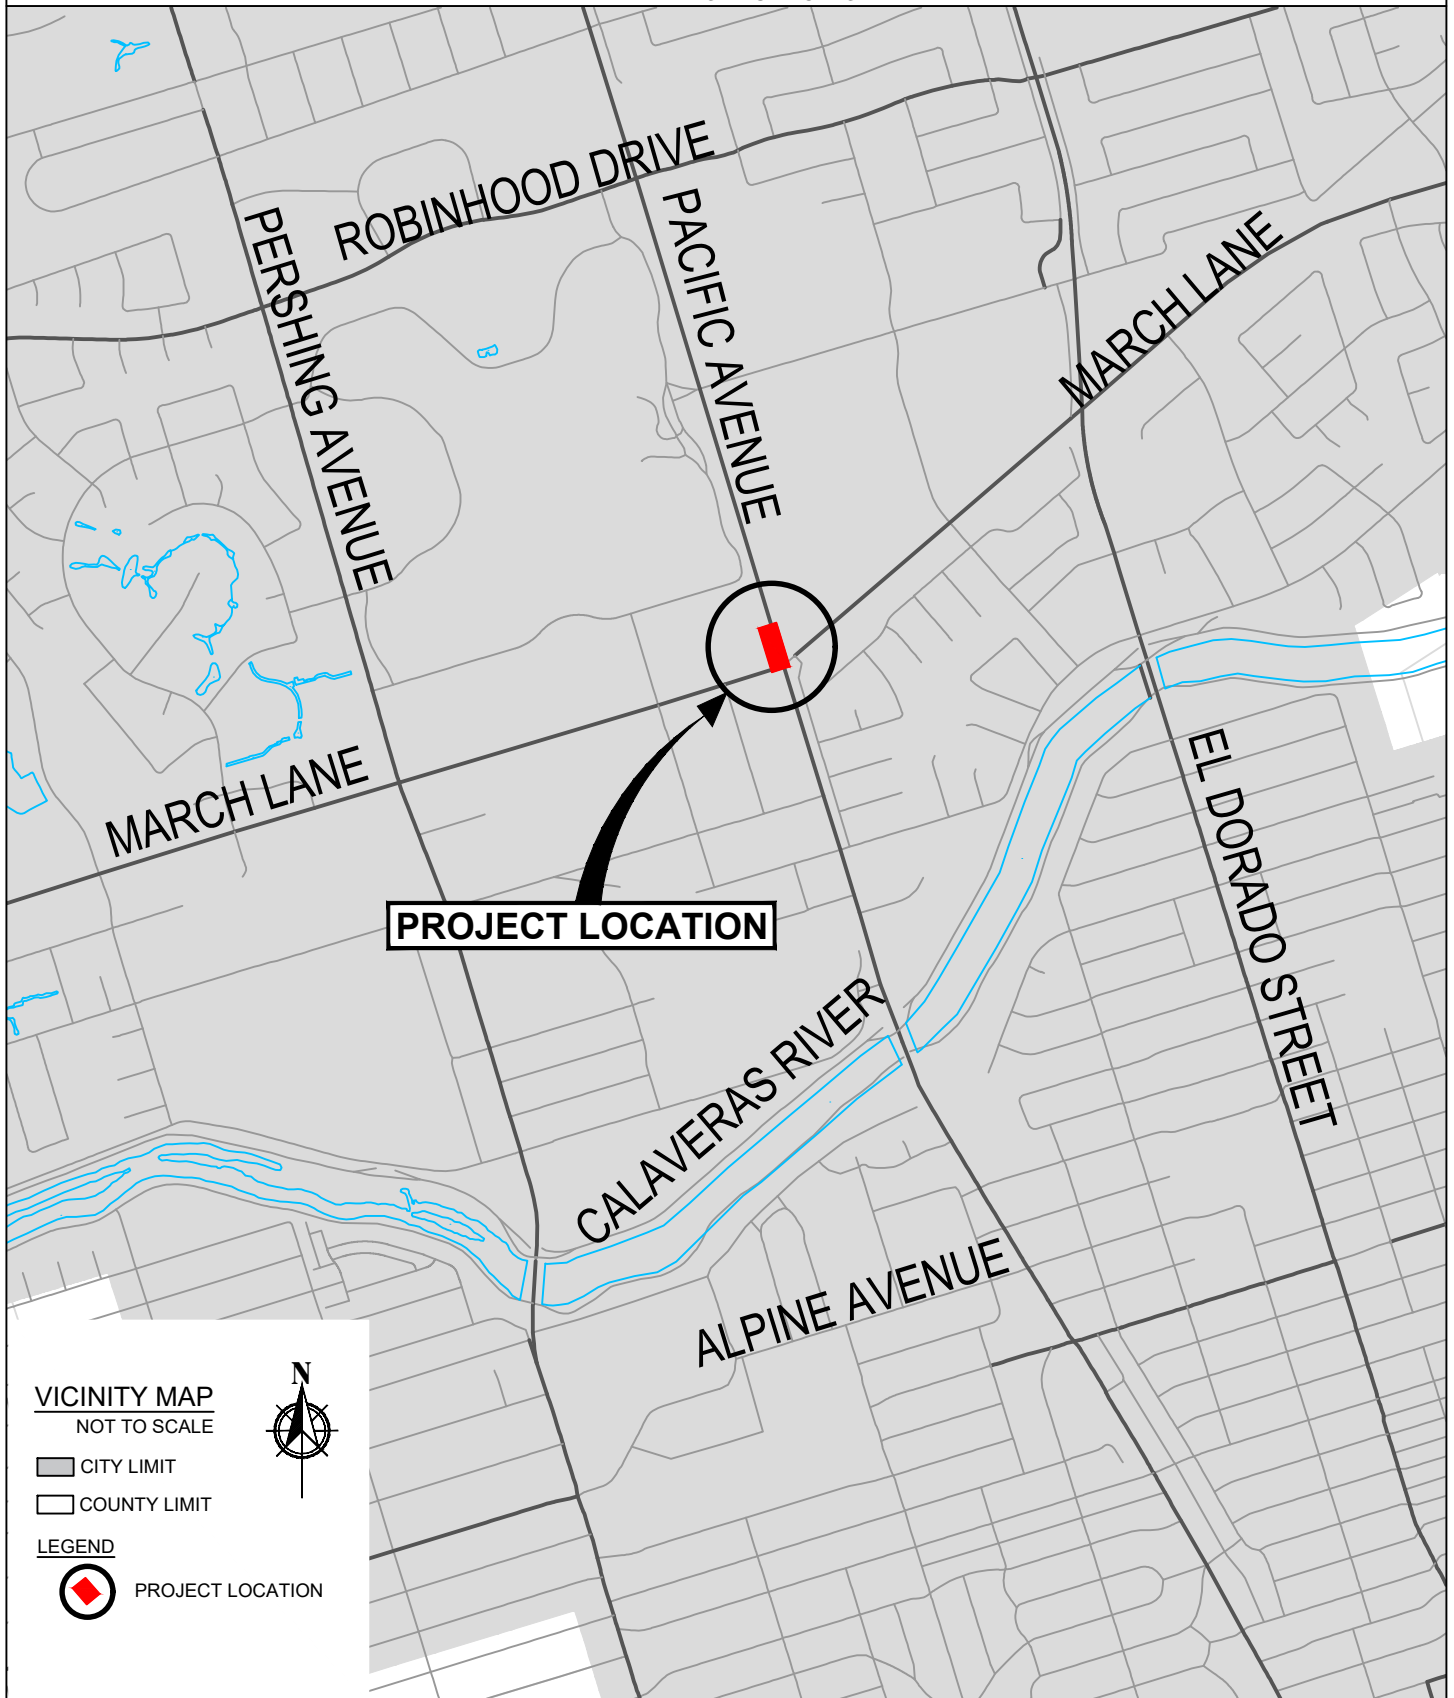 ROBINHOOD DRIVE
PERSHING AVENUE
PACIFIC AVENUE
MARCH LANE
MARCH LANE
PROJECT LOCATION
EL DORADO STREET
CALAVERAS RIVER
ALPINE AVENUE
N
VICINITY MAP
NOT TO SCALE
CITY LIMIT
COUNTY LIMIT
LEGEND
PROJECT LOCATION